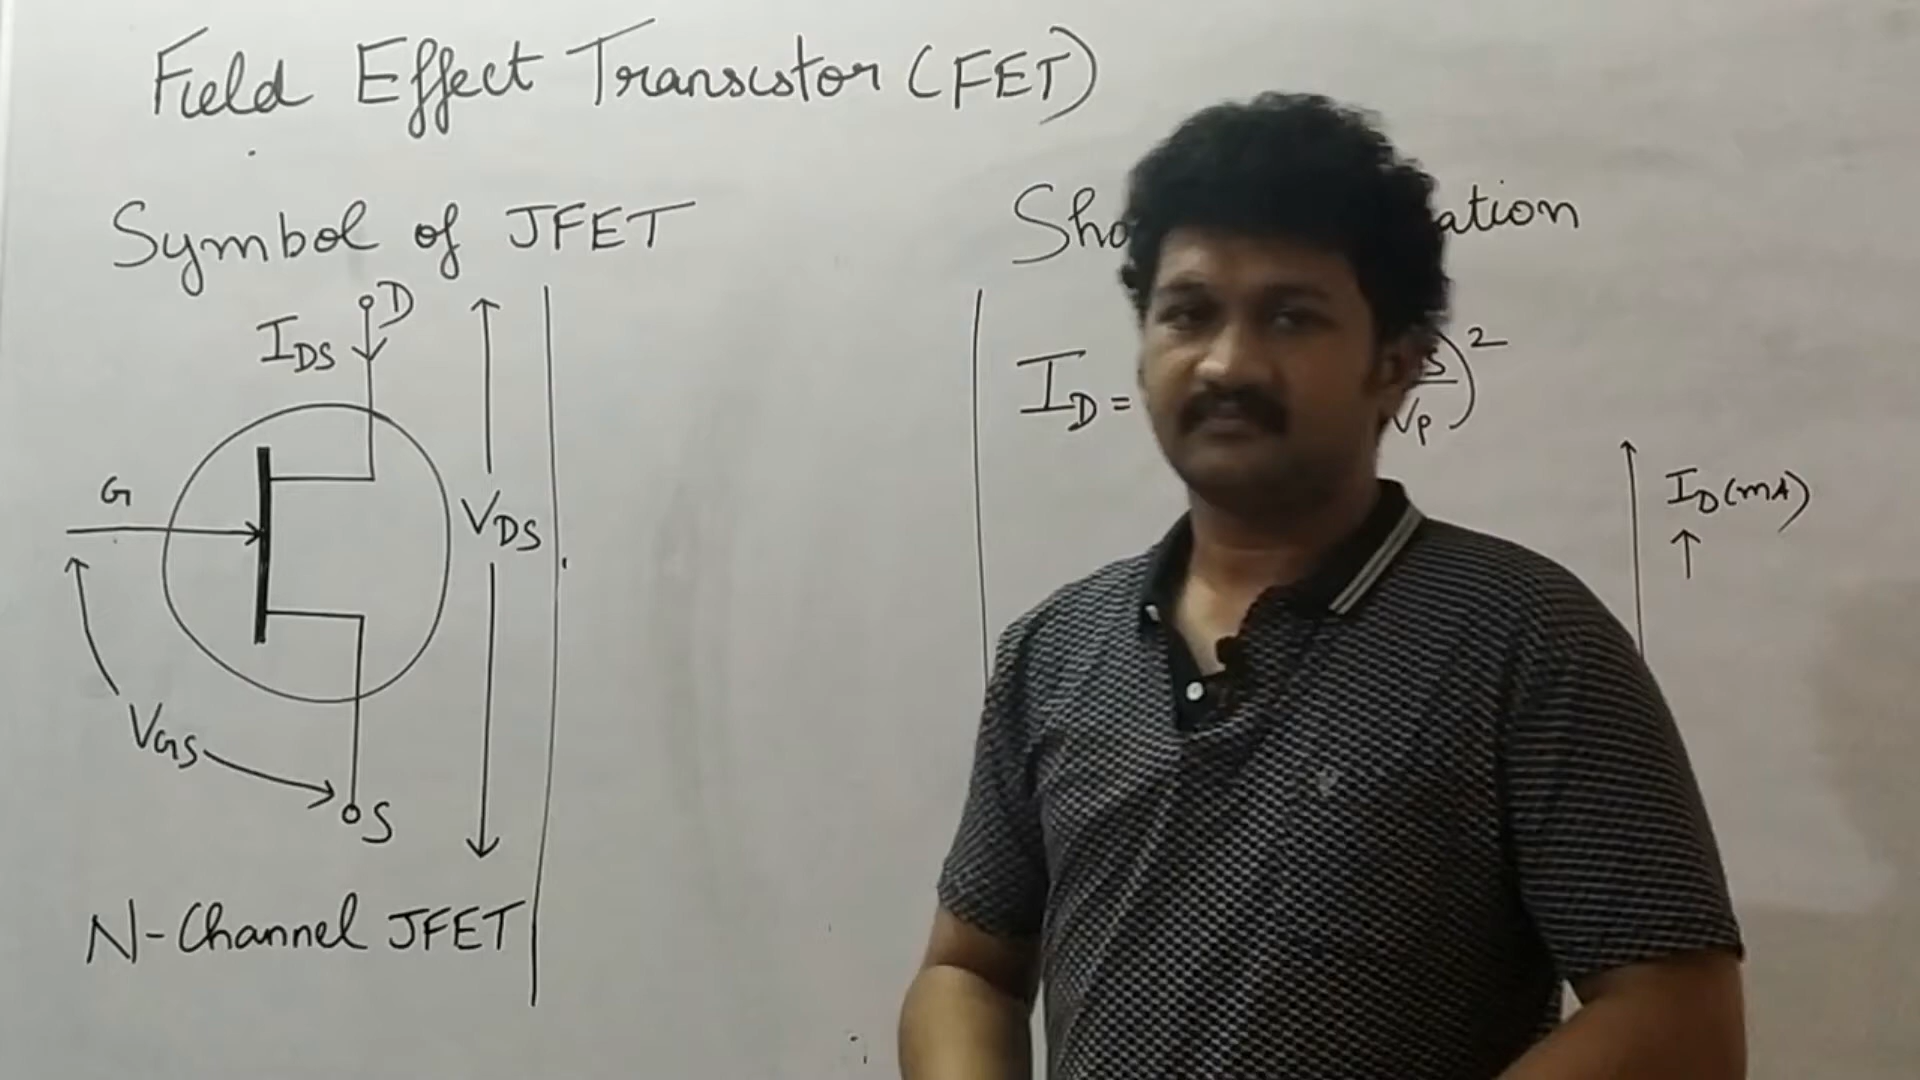 Field Effect Transistor (FET)
Symbol of JFET
D
IDS
G
VDS
VGS
S
N-Channel JFET
ID =
)²
VP
ID (mA)